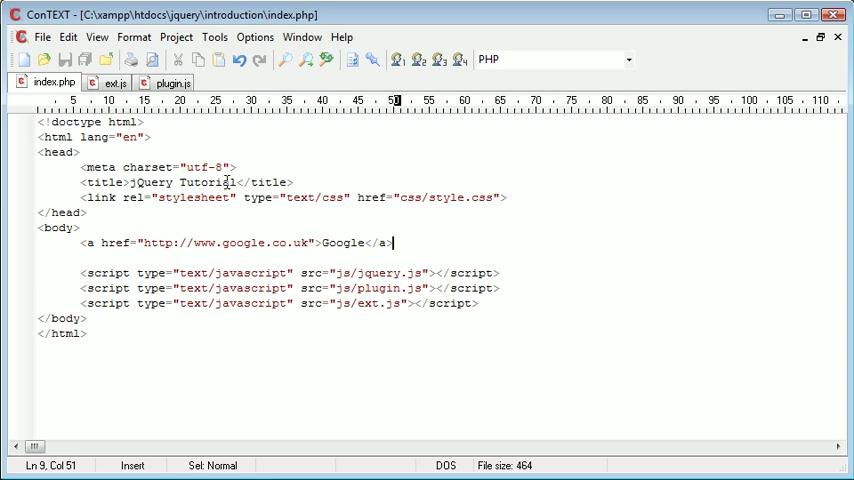 ConTEXT - [C:\xampp\htdocs\jquery\introduction\index.php]
File Edit View Format Project Tools Options Window Help
1 2 3 4 PHP
index.php ext.js plugin.js
5 10 15 20 25 30 35 40 45 50 55 60 65 70 75 80 85 90 95 100 105 110
<!doctype html>
<html lang="en">
<head>
<meta charset="utf-8">
<title>jQuery Tutorial</title>
<link rel="stylesheet" type="text/css" href="css/style.css">
</head>
<body>
<a href="http://www.google.co.uk">Google</a>
<script type="text/javascript" src="js/jquery.js"></script>
<script type="text/javascript" src="js/plugin.js"></script>
<script type="text/javascript" src="js/ext.js"></script>
</body>
</html>
Ln 9, Col 51 Insert Sel: Normal DOS File size: 464